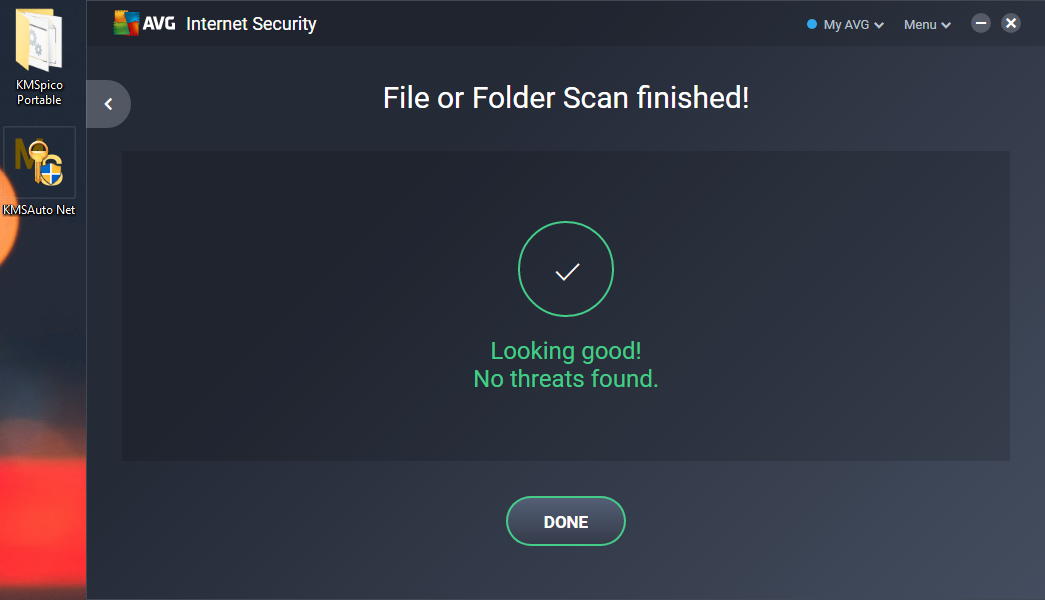 KMSpico
Portable
KMSAuto Net
AVG Internet Security
My AVG
Menu
File or Folder Scan finished!
Looking good!
No threats found.
DONE